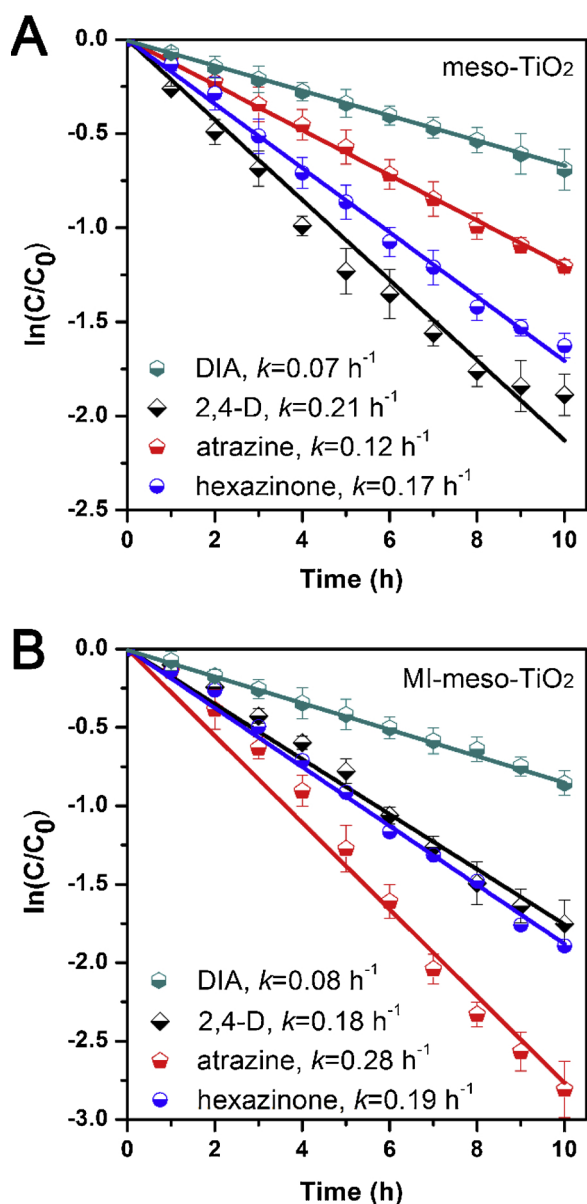 A
meso-TiO₂
0.0
-0.5
-1.0
-1.5
-2.0
-2.5
ln(C/C₀)
DIA, k=0.07 h⁻¹
2,4-D, k=0.21 h⁻¹
atrazine, k=0.12 h⁻¹
hexazinone, k=0.17 h⁻¹
0 2 4 6 8 10
Time (h)
B
MI-meso-TiO₂
0.0
-0.5
-1.0
-1.5
-2.0
-2.5
-3.0
ln(C/C₀)
DIA, k=0.08 h⁻¹
2,4-D, k=0.18 h⁻¹
atrazine, k=0.28 h⁻¹
hexazinone, k=0.19 h⁻¹
0 2 4 6 8 10
Time (h)